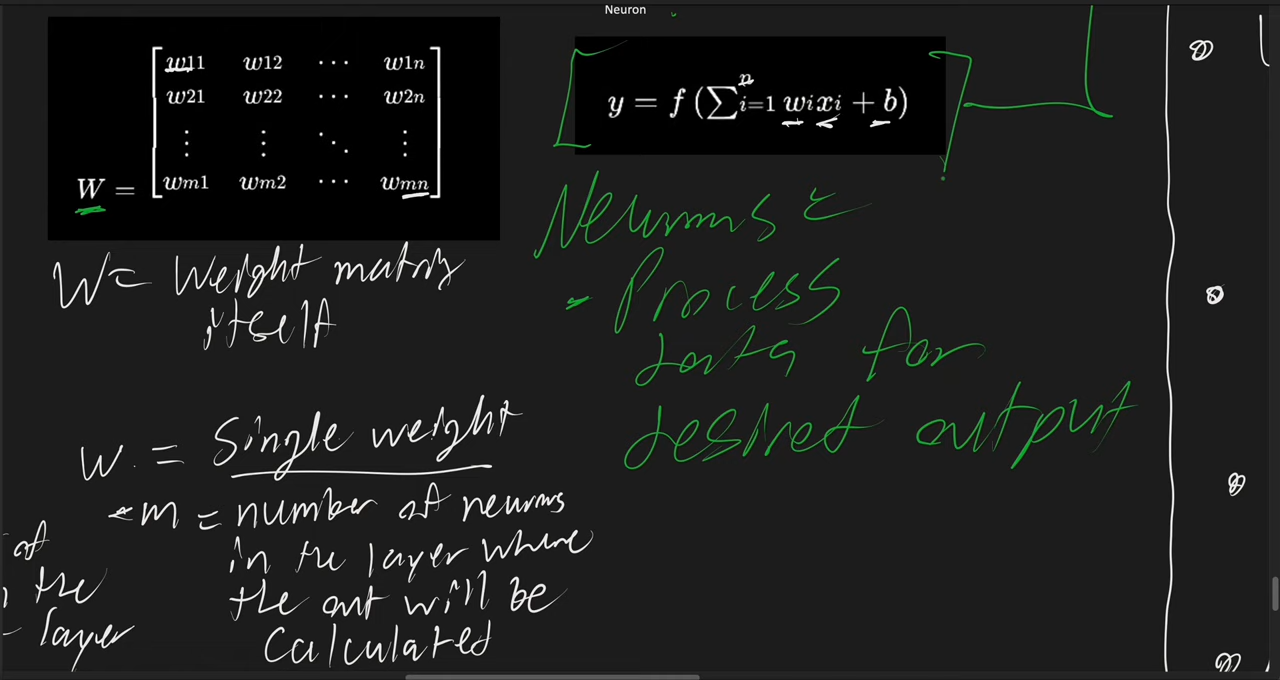 Neuron
w11 w12 ⋯ w1n
w21 w22 ⋯ w2n
⋮ ⋮ ⋱ ⋮
W = wm1 wm2 ⋯ wmn
y = f (∑ⁿi=1 wixi + b)
W = Weight matrix
itself
w. = Single weight
m = number of neurons
in the layer where
the out will be
calculated
of
the
layer
Neurons =
- Process
data for
desired output